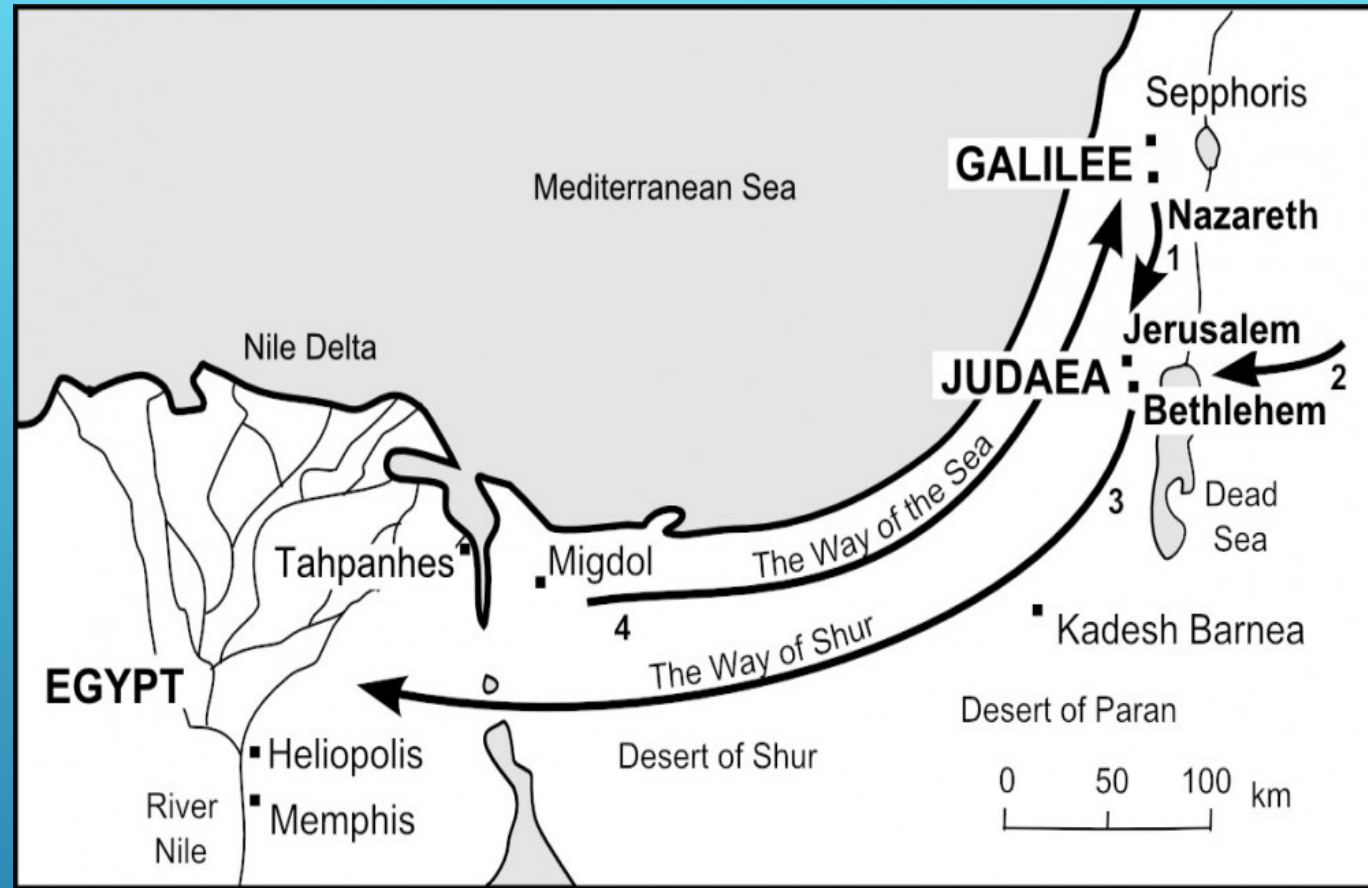 Sepphoris
GALILEE
Mediterranean Sea
Nazareth
1
Nile Delta
Jerusalem
JUDAEA
2
Bethlehem
The Way of the Sea
3
Dead
Sea
Tahpanhes
Migdol
4
The Way of Shur
Kadesh Barnea
EGYPT
Desert of Paran
Heliopolis
Desert of Shur
0 50 100 km
River
Nile
Memphis